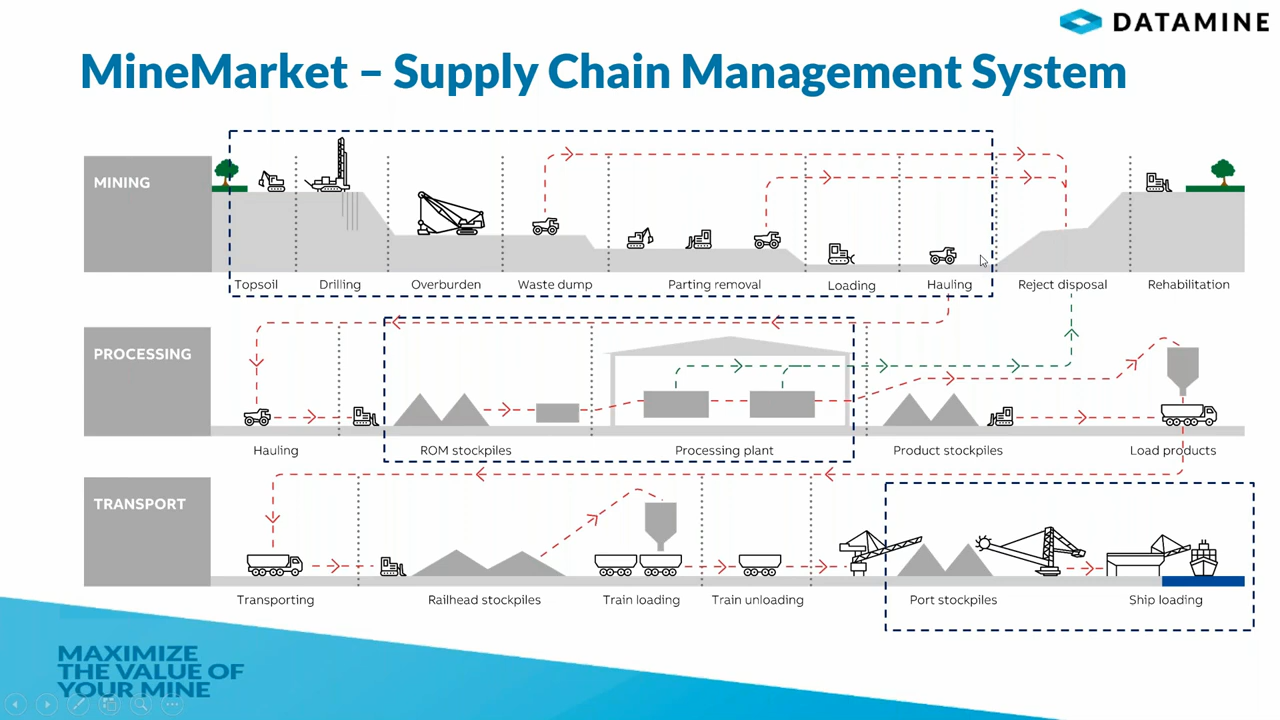 DATAMINE
MineMarket – Supply Chain Management System
MINING
Topsoil
Drilling
Overburden
Waste dump
Parting removal
Loading
Hauling
Reject disposal
Rehabilitation
PROCESSING
Hauling
ROM stockpiles
Processing plant
Product stockpiles
Load products
TRANSPORT
Transporting
Railhead stockpiles
Train loading
Train unloading
Port stockpiles
Ship loading
MAXIMIZE
THE VALUE OF
YOUR MINE